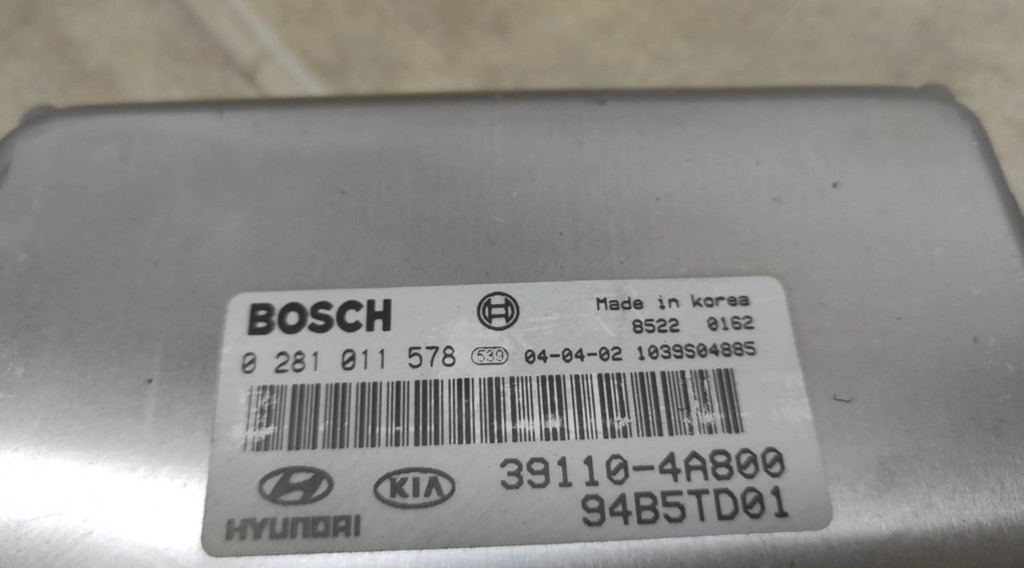 BOSCH
Made in korea
8522 0162
0 281 011 578 539 04-04-02 1039S04885
39110-4A800
HYUNDAI KIA
94B5TD01